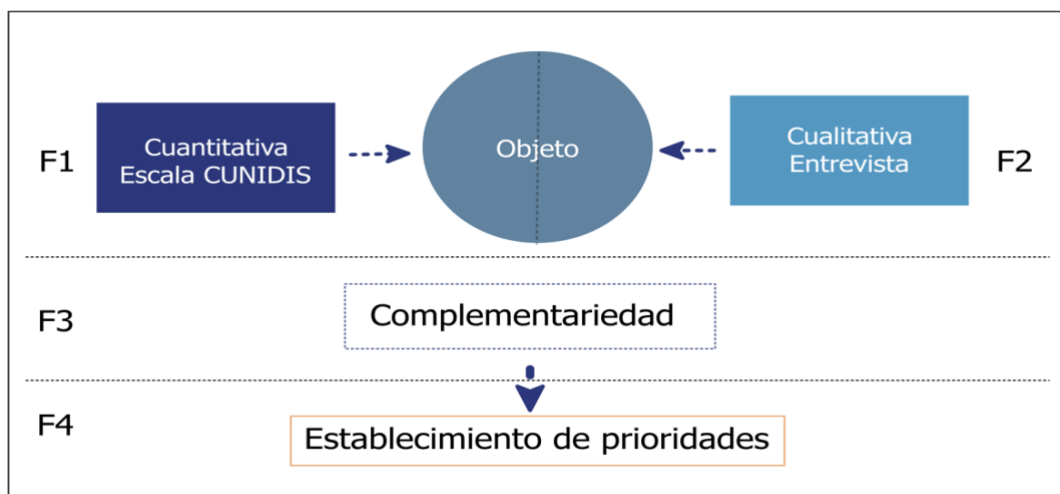 F1
Cuantitativa
Escala CUNIDIS
Objeto
Cualitativa
Entrevista
F2
F3
Complementariedad
F4
Establecimiento de prioridades